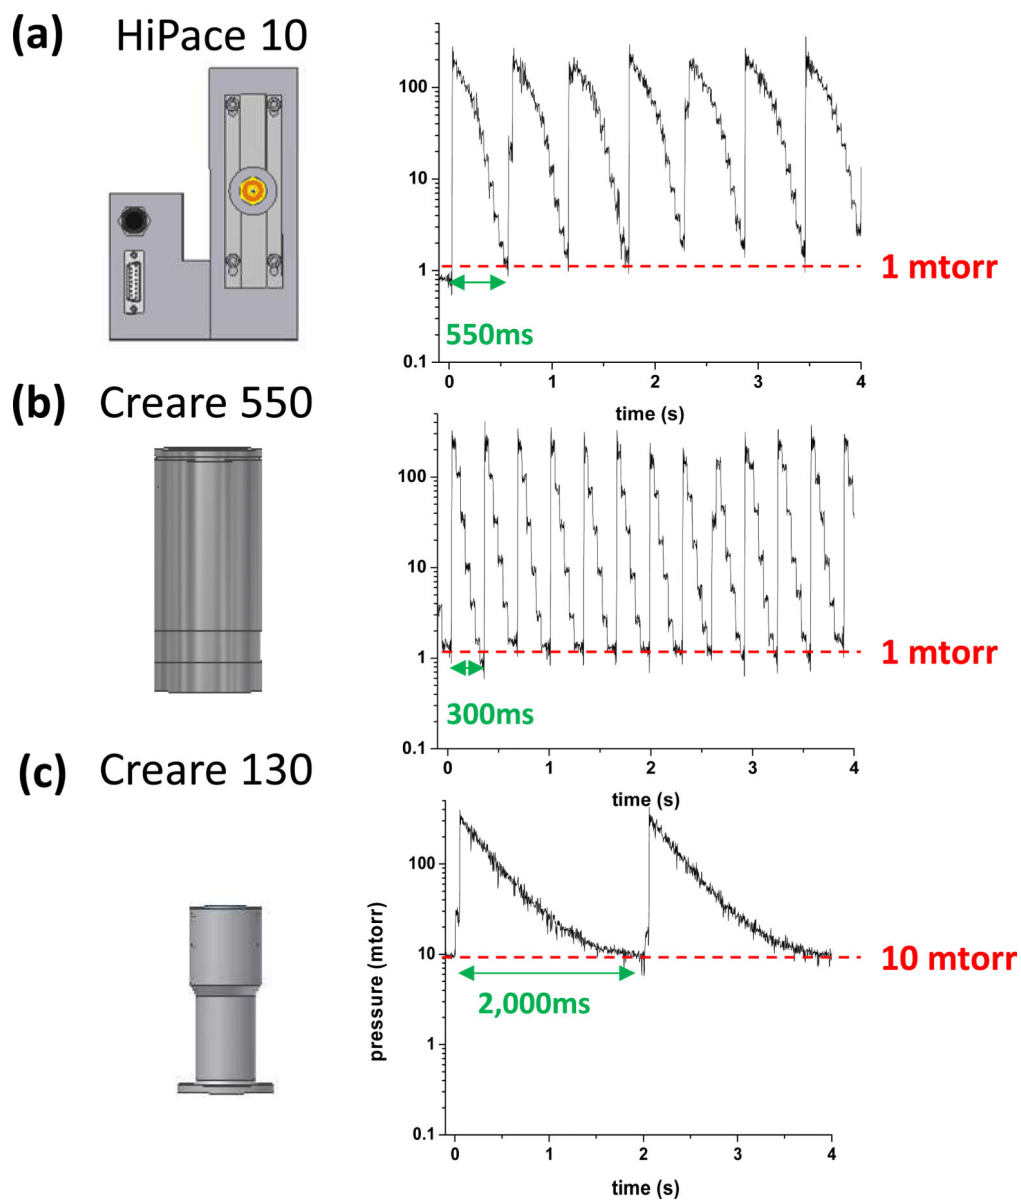 (a) HiPace 10
100
10
1
0.1
0 1 2 3 4
time (s)
1 mtorr
550ms
(b) Creare 550
100
10
1
0.1
0 1 2 3 4
time (s)
1 mtorr
300ms
(c) Creare 130
pressure (mtorr)
100
10
1
0.1
0 1 2 3 4
time (s)
10 mtorr
2,000ms